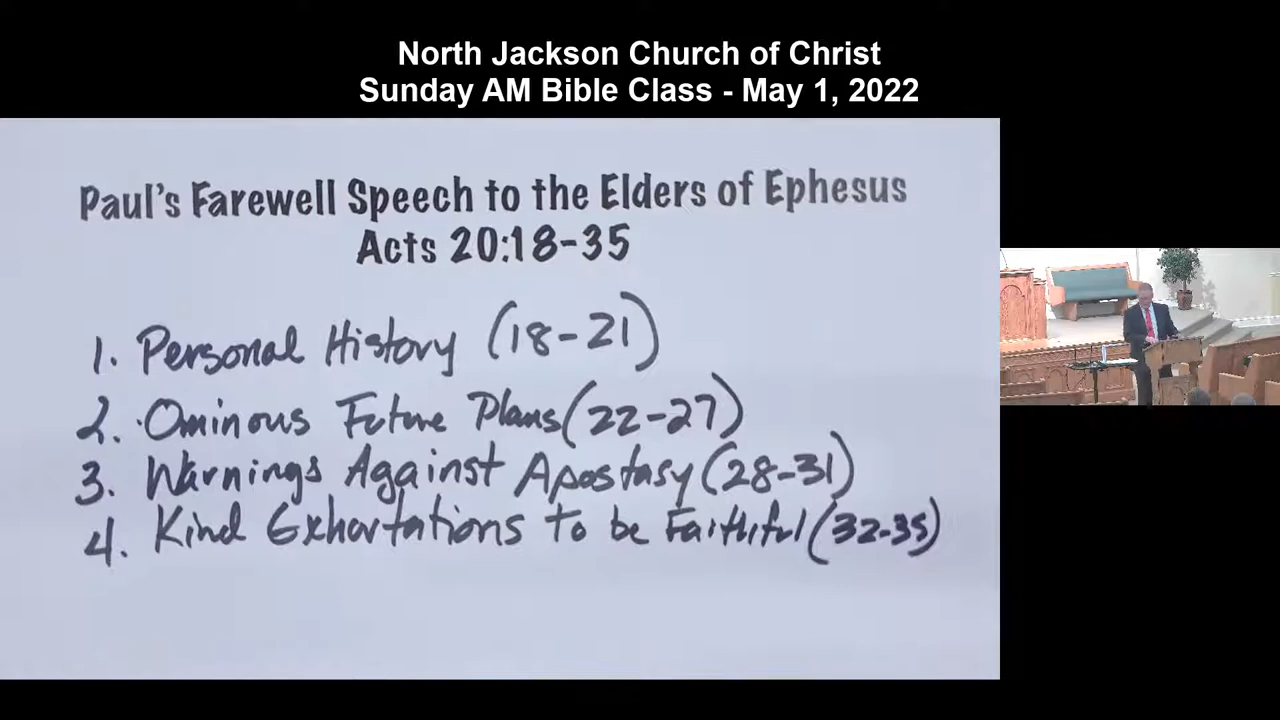 North Jackson Church of Christ
Sunday AM Bible Class - May 1, 2022
Paul's Farewell Speech to the Elders of Ephesus
Acts 20:18-35
1. Personal History (18-21)
2. Ominous Future Plans (22-27)
3. Warnings Against Apostasy (28-31)
4. Kind Exhortations to be Faithful (32-35)